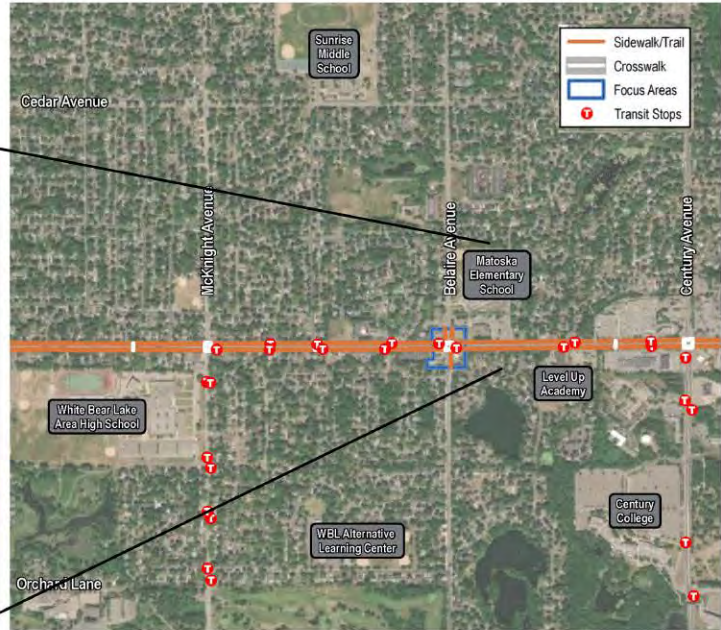 Sunrise
Middle
School
Sidewalk/Trail
Crosswalk
Focus Areas
T Transit Stops
Cedar Avenue
McKnight Avenue
Belaire Avenue
Century Avenue
Matoska
Elementary
School
White Bear Lake
Area High School
Level Up
Academy
WBL Alternative
Learning Center
Century
College
Orchard Lane